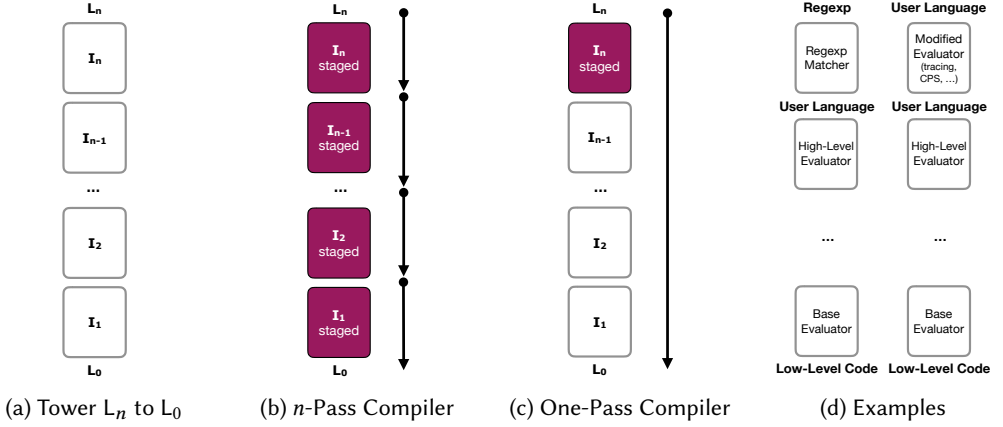 Lₙ
Iₙ
Iₙ₋₁
...
I₂
I₁
L₀
(a) Tower Lₙ to L₀
Lₙ
Iₙ
staged
Iₙ₋₁
staged
...
I₂
staged
I₁
staged
L₀
(b) n-Pass Compiler
Lₙ
Iₙ
staged
Iₙ₋₁
...
I₂
I₁
L₀
(c) One-Pass Compiler
Regexp
Regexp
Matcher
User Language
High-Level
Evaluator
...
Base
Evaluator
Low-Level Code
User Language
Modified
Evaluator
(tracing,
CPS, ...)
User Language
High-Level
Evaluator
...
Base
Evaluator
Low-Level Code
(d) Examples